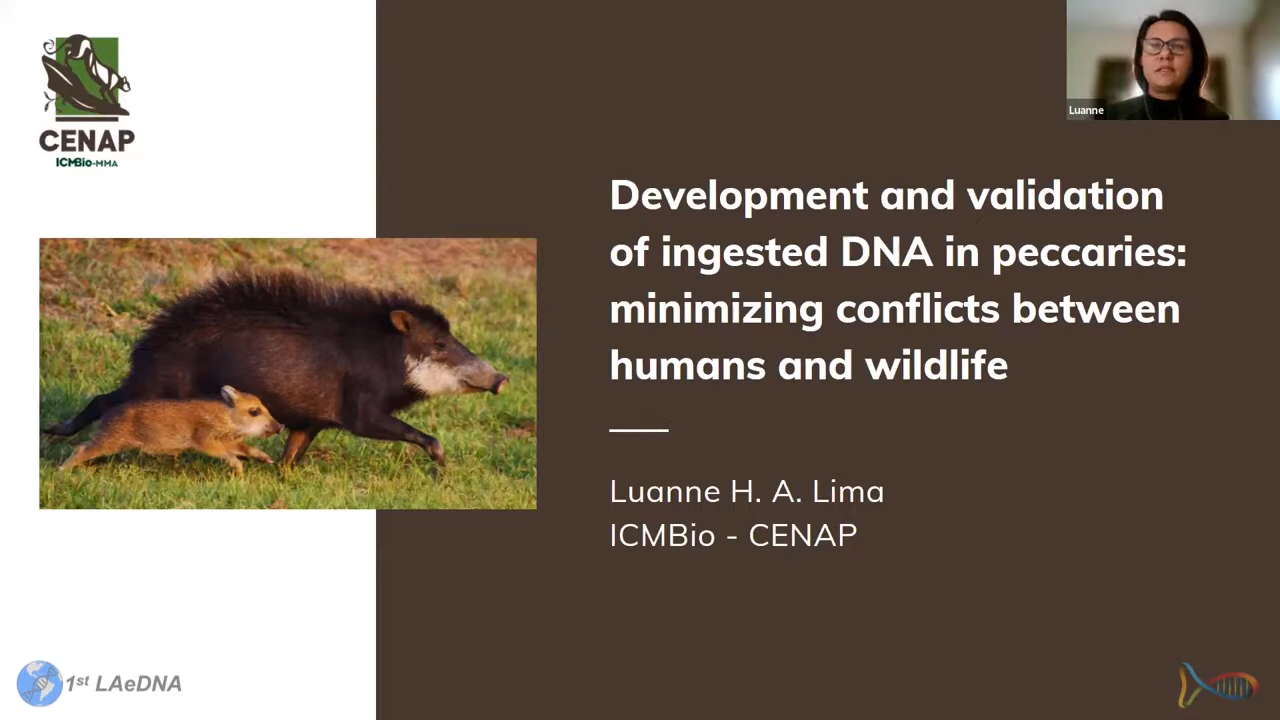 CENAP
ICMBio-MMA
Luanne
Development and validation
of ingested DNA in peccaries:
minimizing conflicts between
humans and wildlife
Luanne H. A. Lima
ICMBio - CENAP
1st LAeDNA